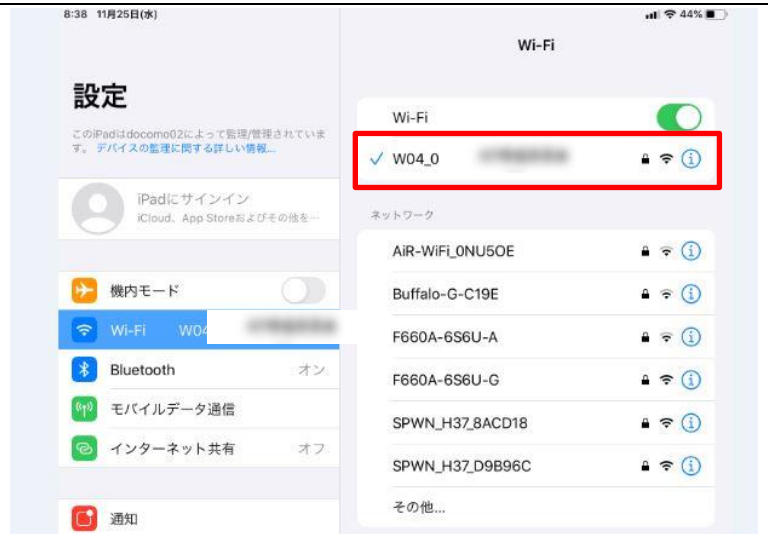 8:38 11月25日(水)
44%
Wi-Fi
設定
このiPadはdocomo02によって監理/管理されていま
す。デバイスの監理に関する詳しい情報...
iPadにサインイン
iCloud、App Storeおよびその他を…
機内モード
Wi-Fi W04
Bluetooth オン
モバイルデータ通信
インターネット共有 オフ
通知
Wi-Fi
W04_0
ネットワーク
AiR-WiFi_0NU5OE
Buffalo-G-C19E
F660A-6S6U-A
F660A-6S6U-G
SPWN_H37_8ACD18
SPWN_H37_D9B96C
その他...